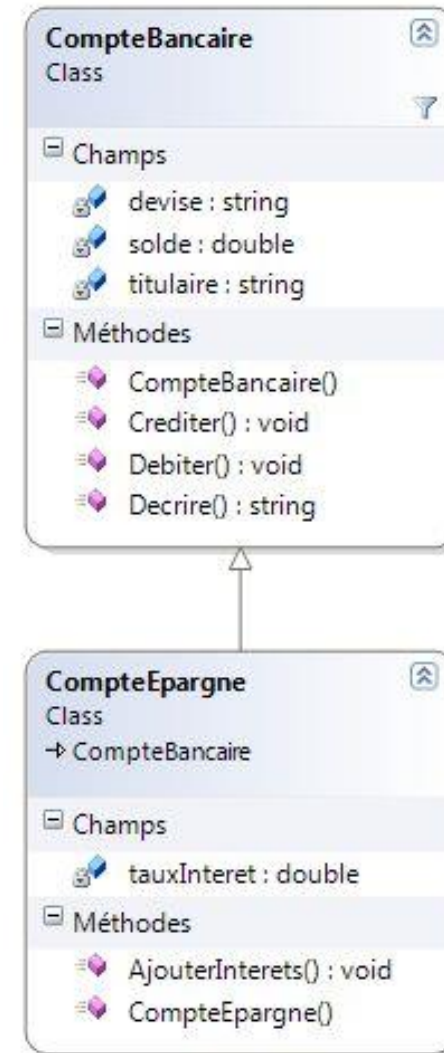 CompteBancaire
Class
Champs
devise : string
solde : double
titulaire : string
Méthodes
CompteBancaire()
Crediter() : void
Debiter() : void
Decrire() : string
CompteEpargne
Class
CompteBancaire
Champs
tauxInteret : double
Méthodes
AjouterInterets() : void
CompteEpargne()